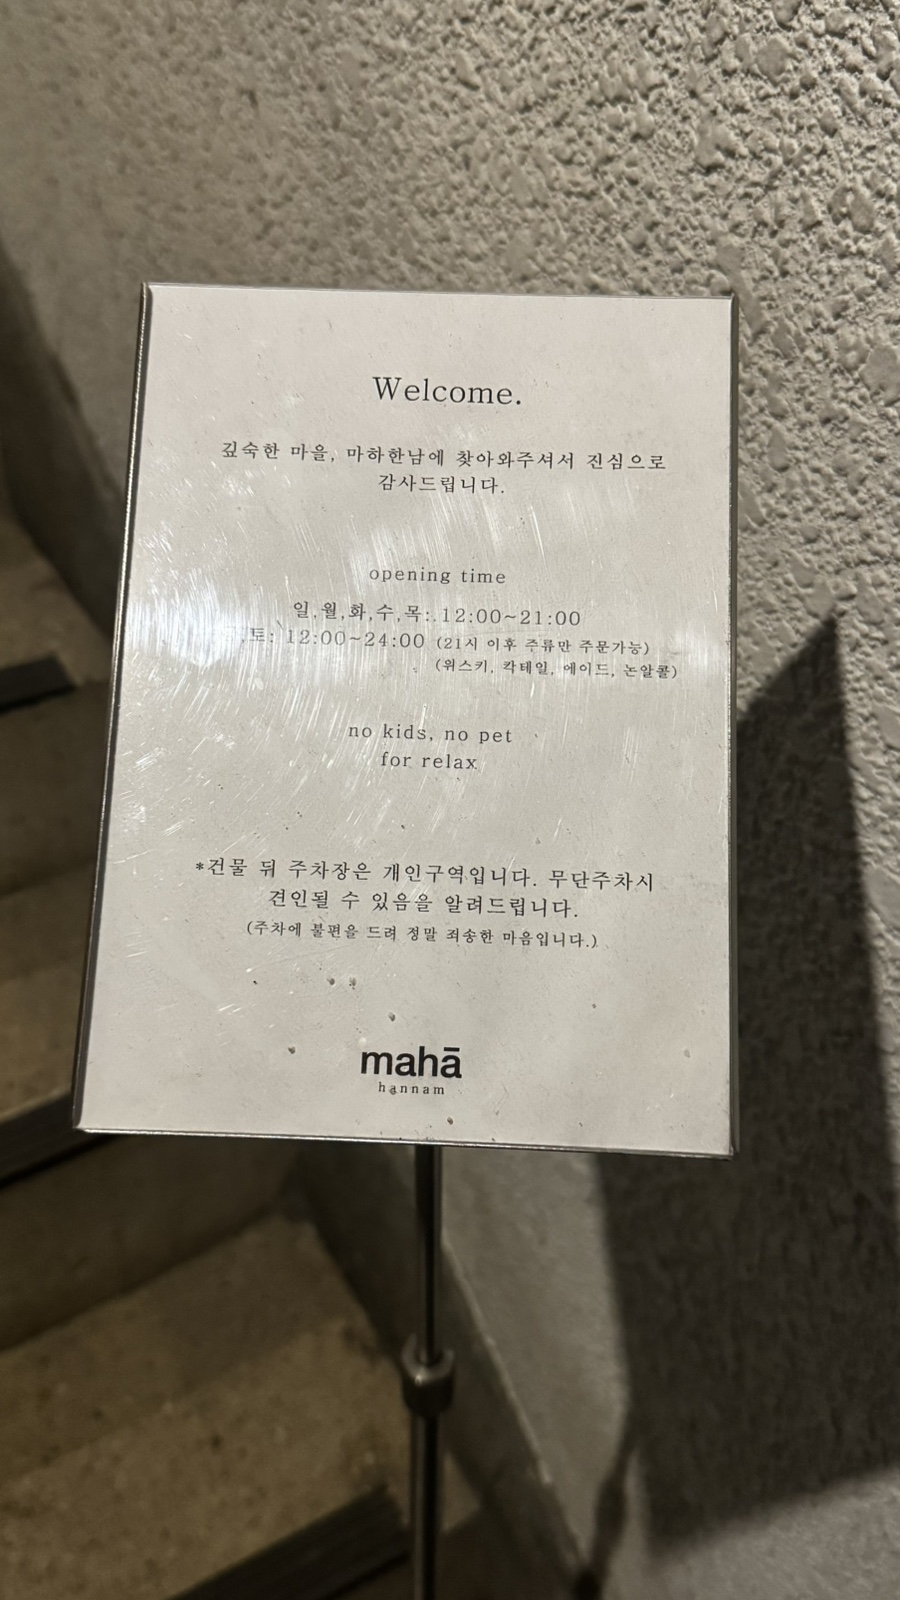 Welcome.
깊숙한 마을, 마하한남에 찾아와주셔서 진심으로
감사드립니다.
opening time
일,월,화,수,목: 12:00~21:00
,토: 12:00~24:00 (21시 이후 주류만 주문가능)
(위스키, 칵테일, 에이드, 논알콜)
no kids, no pet
for relax
*건물 뒤 주차장은 개인구역입니다. 무단주차시
견인될 수 있음을 알려드립니다.
(주차에 불편을 드려 정말 죄송한 마음입니다.)
mahā
hannam